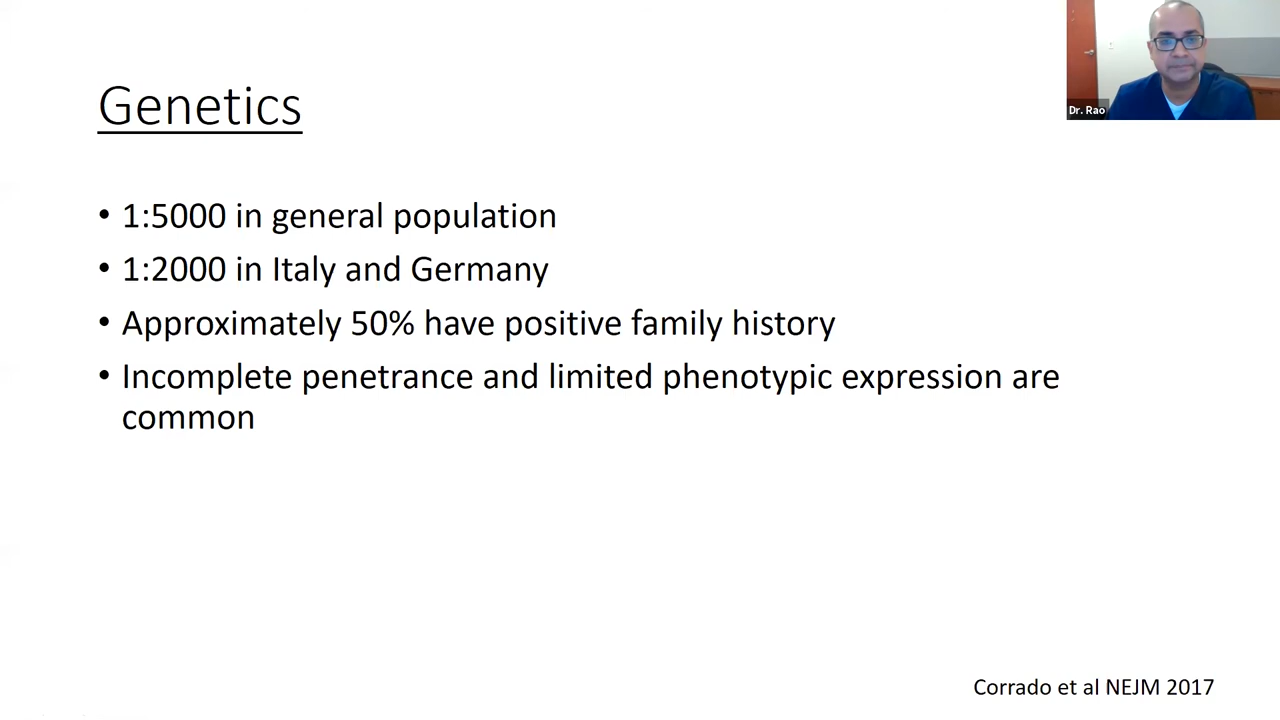 Genetics
Dr. Rao
• 1:5000 in general population
• 1:2000 in Italy and Germany
• Approximately 50% have positive family history
• Incomplete penetrance and limited phenotypic expression are
common
Corrado et al NEJM 2017